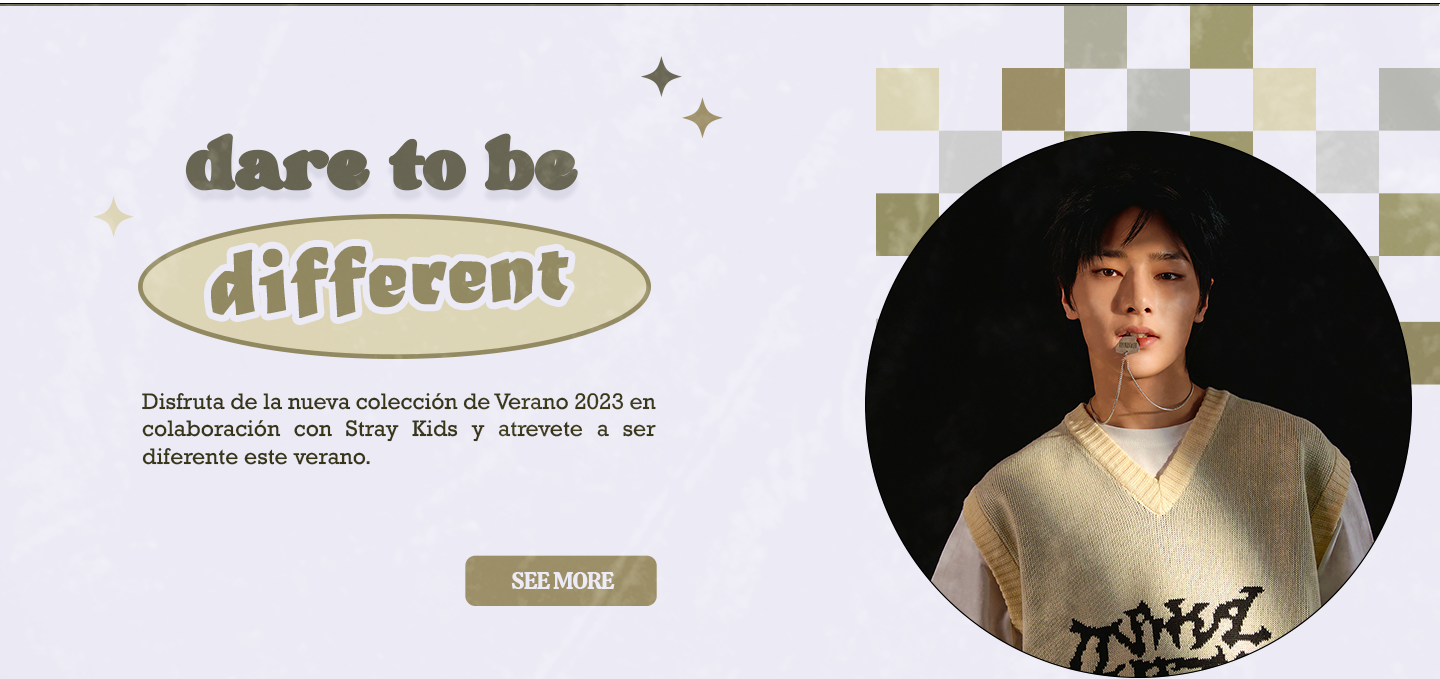 dare to be
different
Disfruta de la nueva colección de Verano 2023 en
colaboración con Stray Kids y atrevete a ser
diferente este verano.
SEE MORE